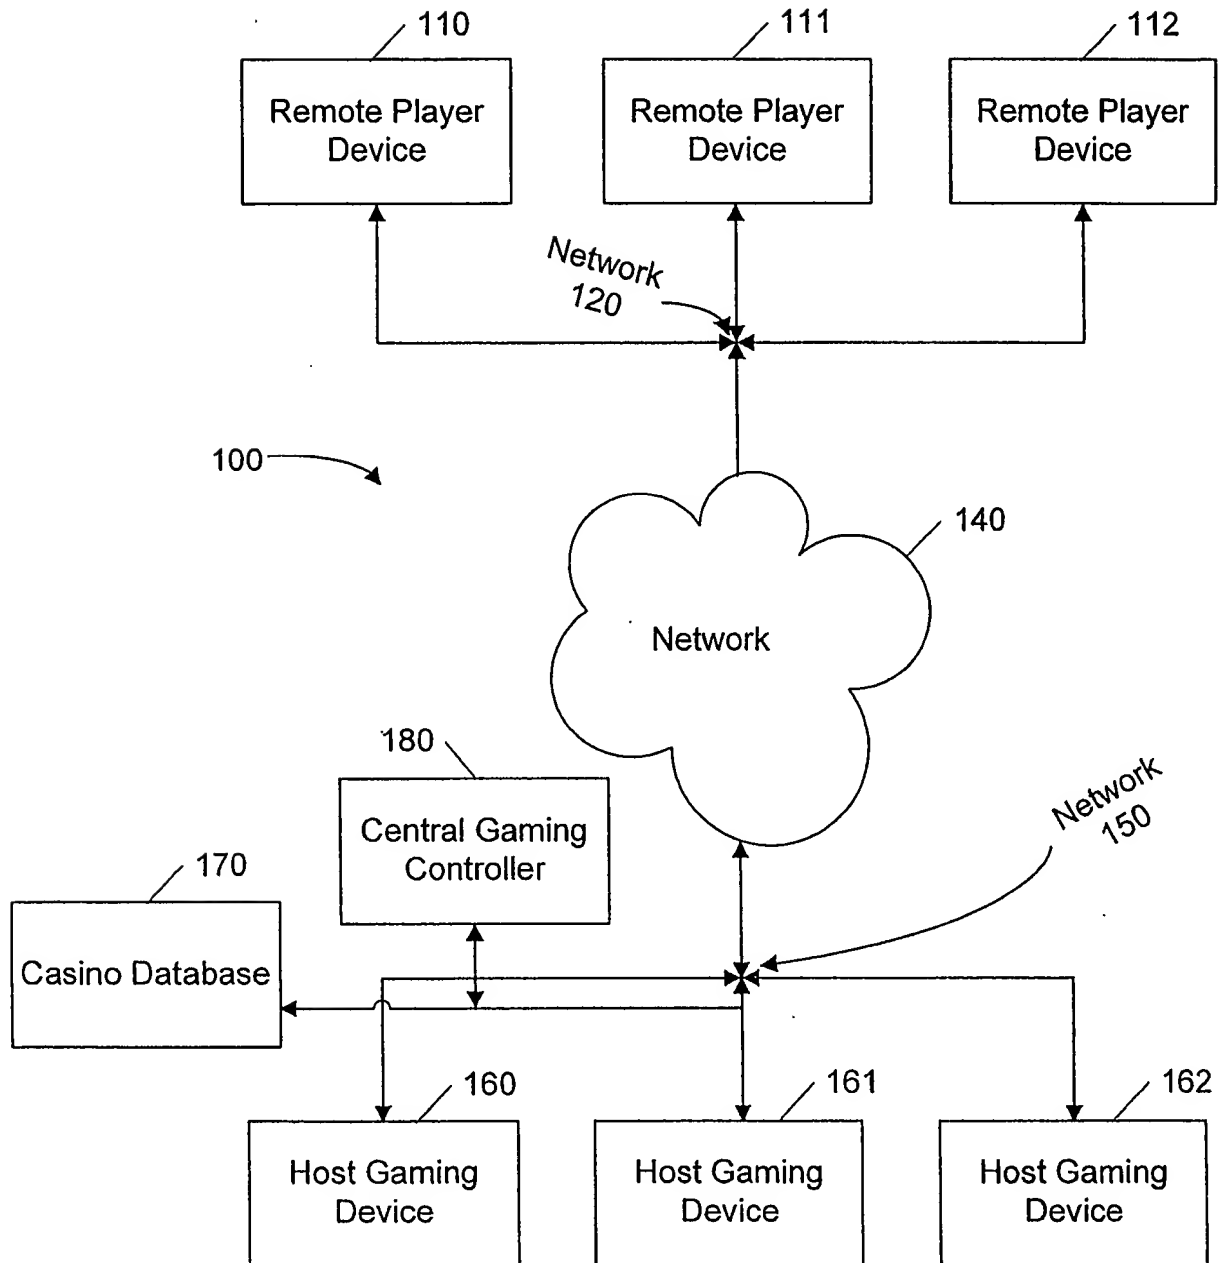 110
111
112
Remote Player
Device
Remote Player
Device
Remote Player
Device
Network
120
100
140
Network
180
Central Gaming
Controller
Network
150
170
Casino Database
160
161
162
Host Gaming
Device
Host Gaming
Device
Host Gaming
Device